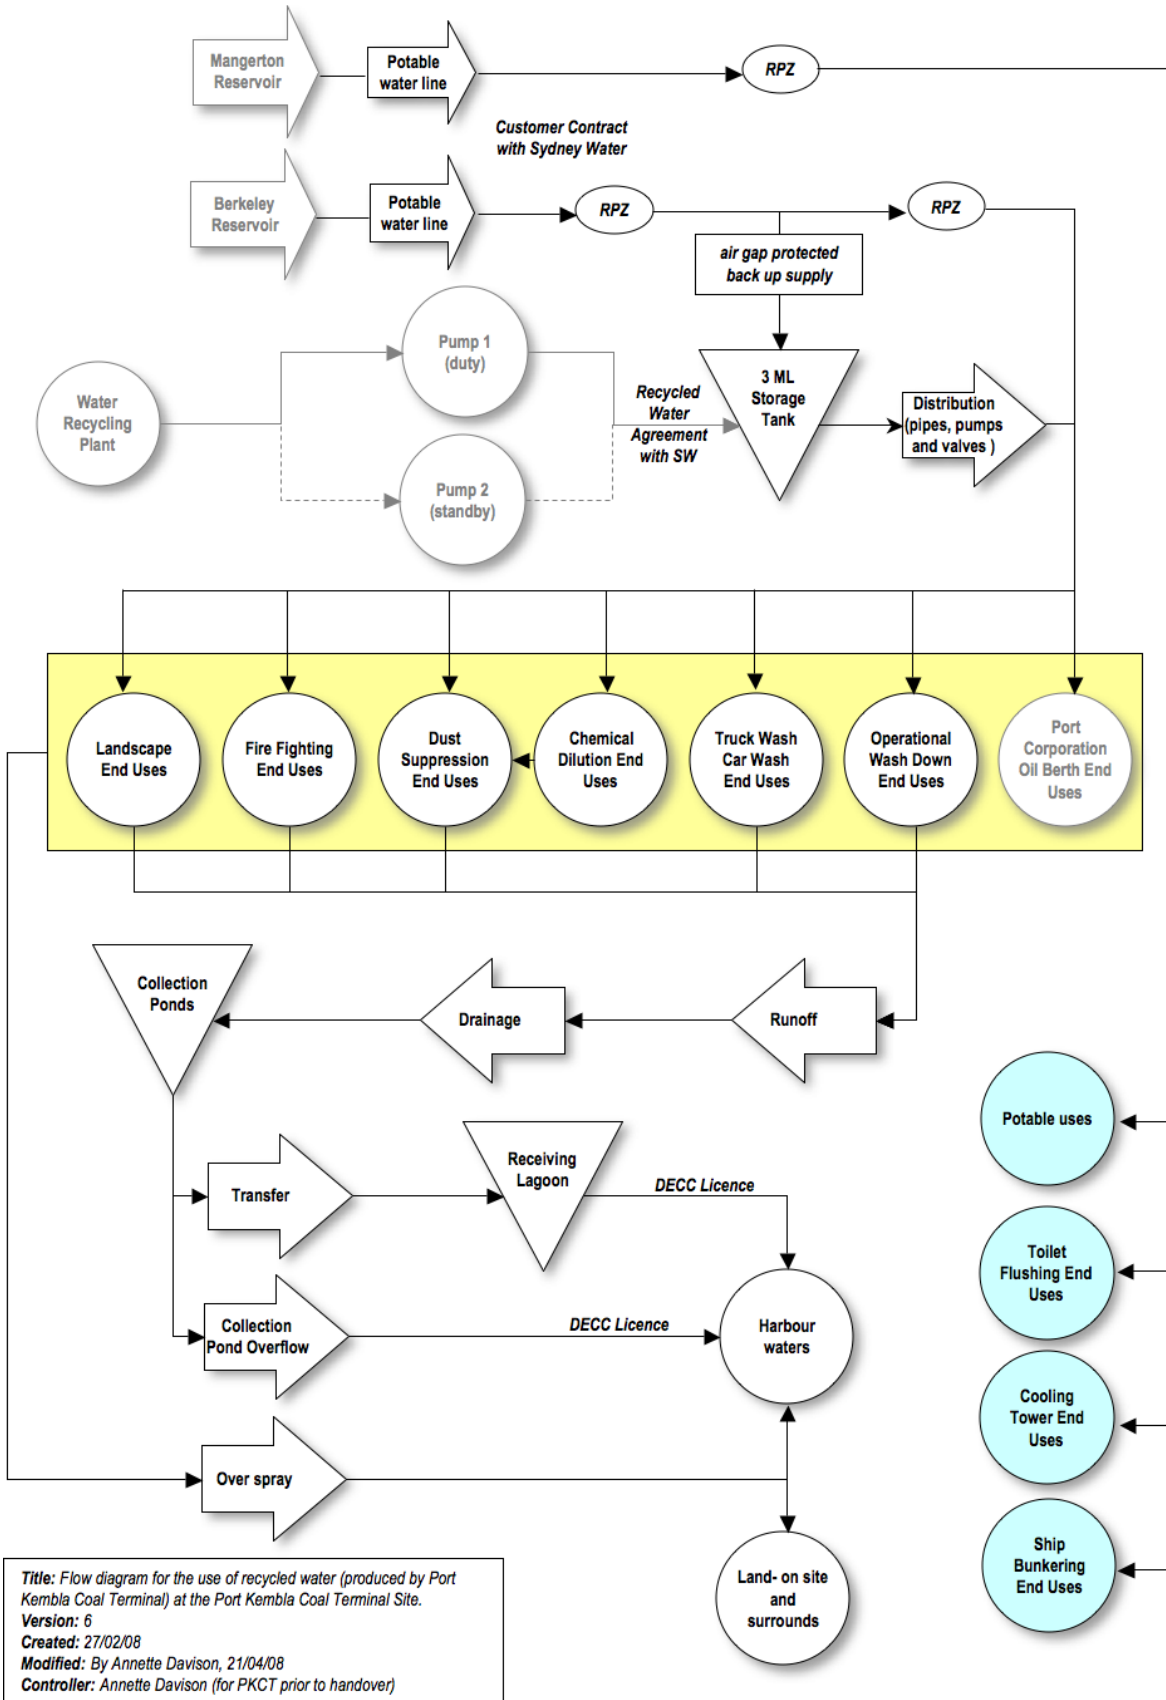 Mangerton
Reservoir
Potable
water line
RPZ
Customer Contract
with Sydney Water
Berkeley
Reservoir
Potable
water line
RPZ
RPZ
air gap protected
back up supply
Pump 1
(duty)
Water
Recycling
Plant
Recycled
Water
Agreement
with SW
3 ML
Storage
Tank
Distribution
(pipes, pumps
and valves )
Pump 2
(standby)
Landscape
End Uses
Fire Fighting
End Uses
Dust
Suppression
End Uses
Chemical
Dilution End
Uses
Truck Wash
Car Wash
End Uses
Operational
Wash Down
End Uses
Port
Corporation
Oil Berth End
Uses
Collection
Ponds
Drainage
Runoff
Potable uses
Transfer
Receiving
Lagoon
DECC Licence
Toilet
Flushing End
Uses
Collection
Pond Overflow
DECC Licence
Harbour
waters
Cooling
Tower End
Uses
Over spray
Ship
Bunkering
End Uses
Land- on site
and
surrounds
Title: Flow diagram for the use of recycled water (produced by Port
Kembla Coal Terminal) at the Port Kembla Coal Terminal Site.
Version: 6
Created: 27/02/08
Modified: By Annette Davison, 21/04/08
Controller: Annette Davison (for PKCT prior to handover)